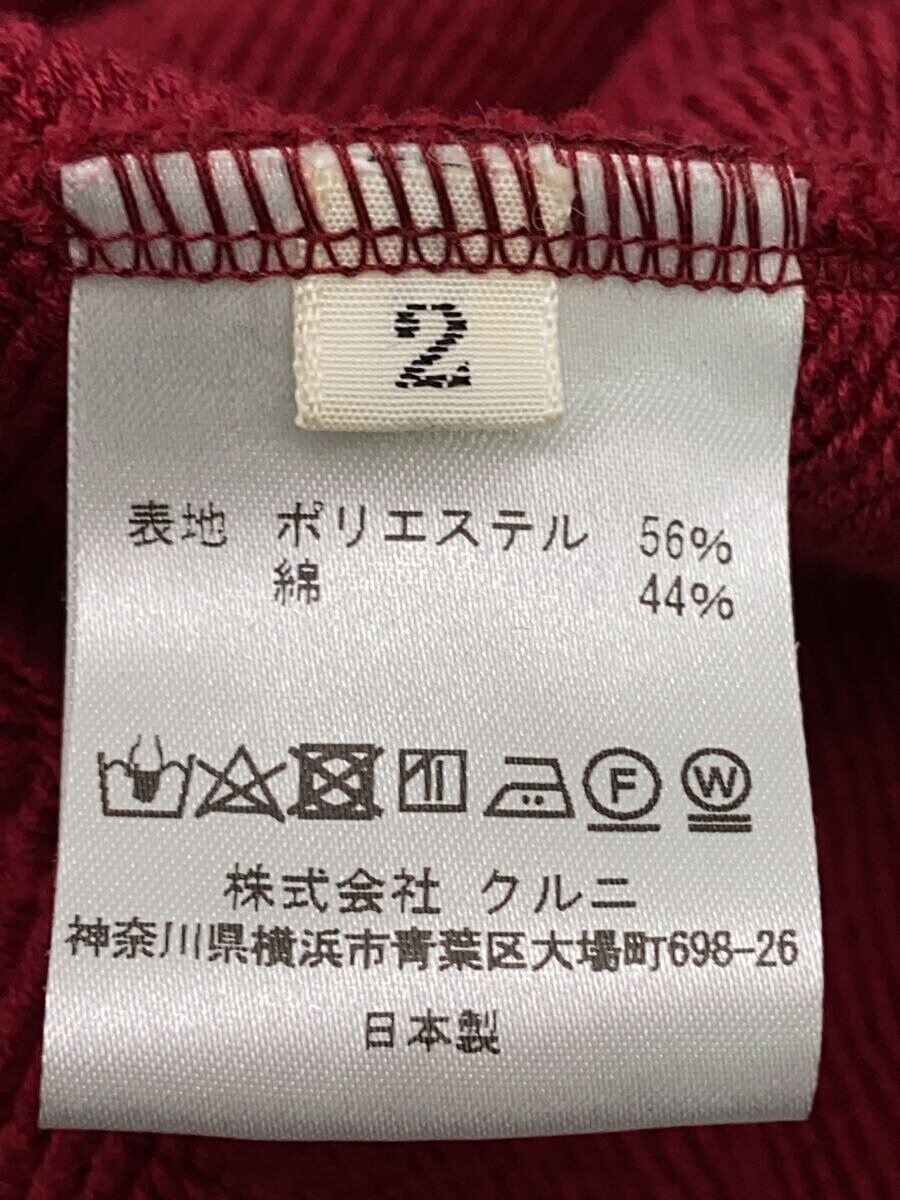 2
表地 ポリエステル 56%
綿 44%
F W
株式会社 クルニ
神奈川県横浜市青葉区大場町698-26
日本製